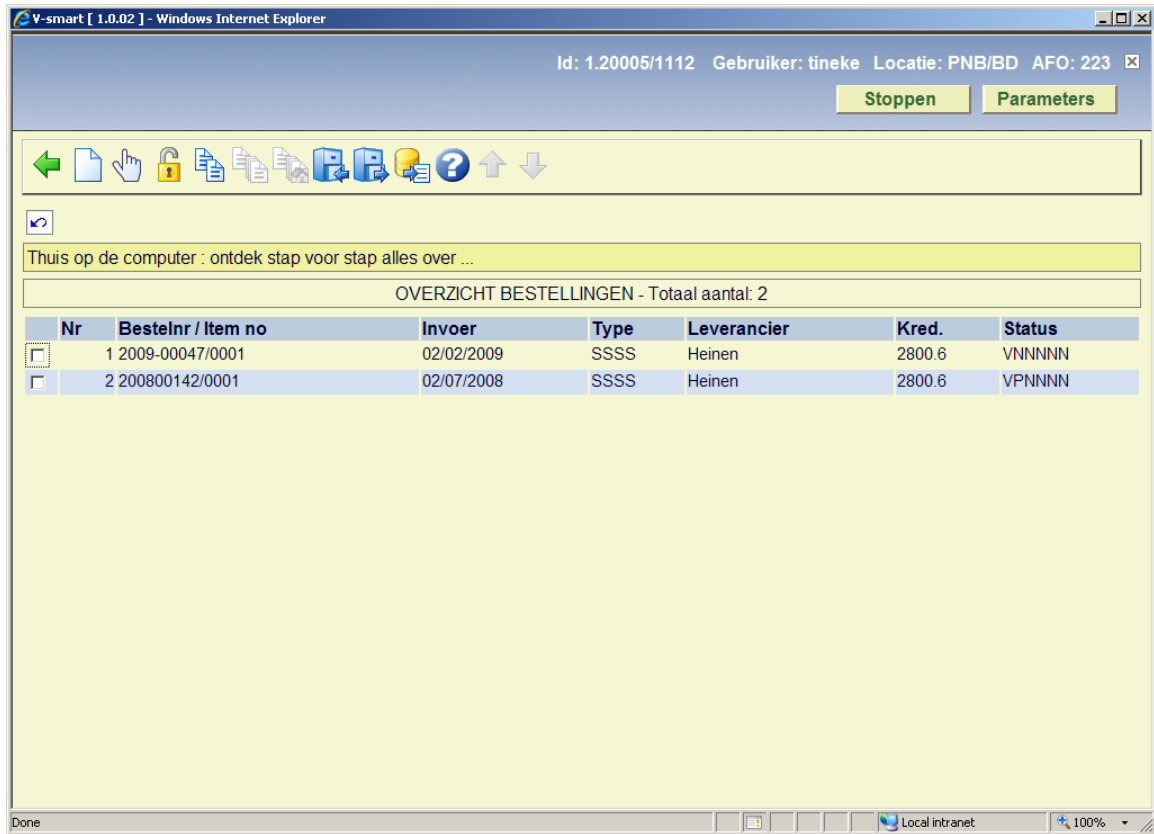 V-smart [ 1.0.02 ] - Windows Internet Explorer
Id: 1.20005/1112 Gebruiker: tineke Locatie: PNB/BD AFO: 223
Stoppen Parameters
Thuis op de computer : ontdek stap voor stap alles over ...
OVERZICHT BESTELLINGEN - Totaal aantal: 2
Nr Bestelnr / Item no Invoer Type Leverancier Kred. Status
1 2009-00047/0001 02/02/2009 SSSS Heinen 2800.6 VNNNNN
2 200800142/0001 02/07/2008 SSSS Heinen 2800.6 VPNNNN
Done Local intranet 100%